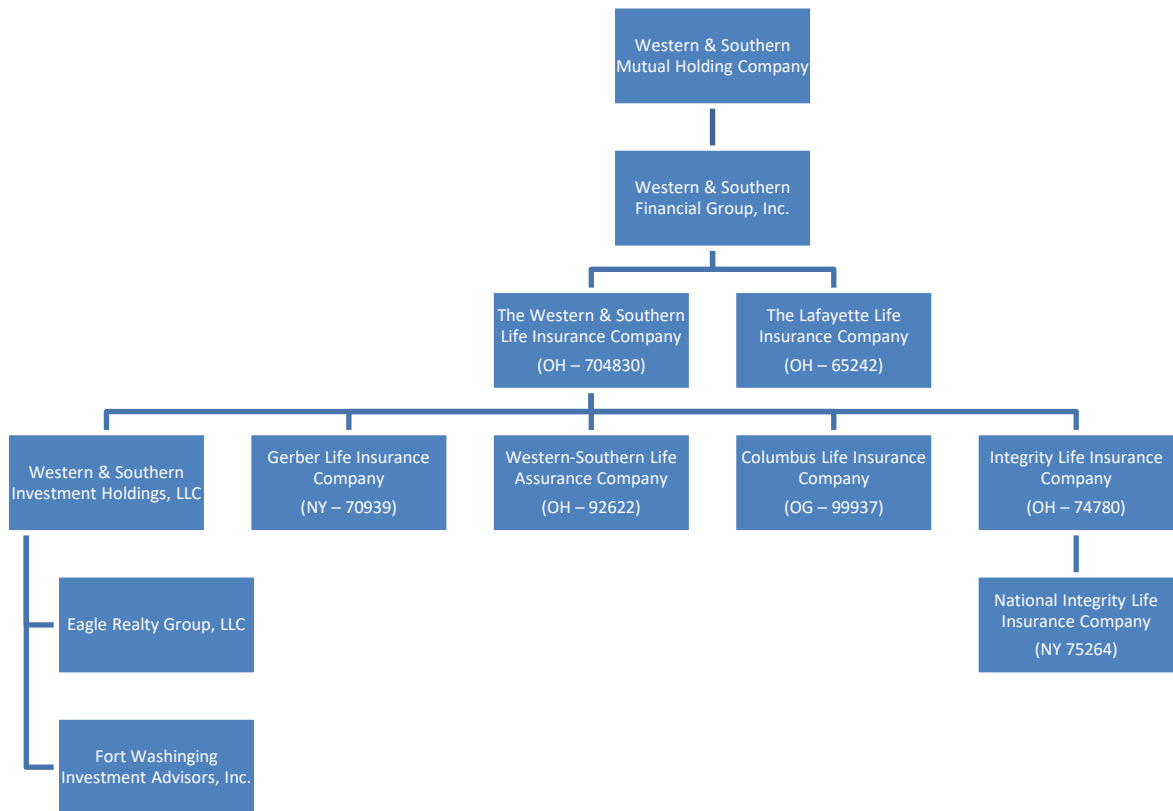 Western & Southern
Mutual Holding Company
Western & Southern
Financial Group, Inc.
The Western & Southern
Life Insurance Company
(OH – 704830)
The Lafayette Life
Insurance Company
(OH – 65242)
Western & Southern
Investment Holdings, LLC
Gerber Life Insurance
Company
(NY – 70939)
Western-Southern Life
Assurance Company
(OH – 92622)
Columbus Life Insurance
Company
(OG – 99937)
Integrity Life Insurance
Company
(OH – 74780)
Eagle Realty Group, LLC
National Integrity Life
Insurance Company
(NY 75264)
Fort Washinging
Investment Advisors, Inc.